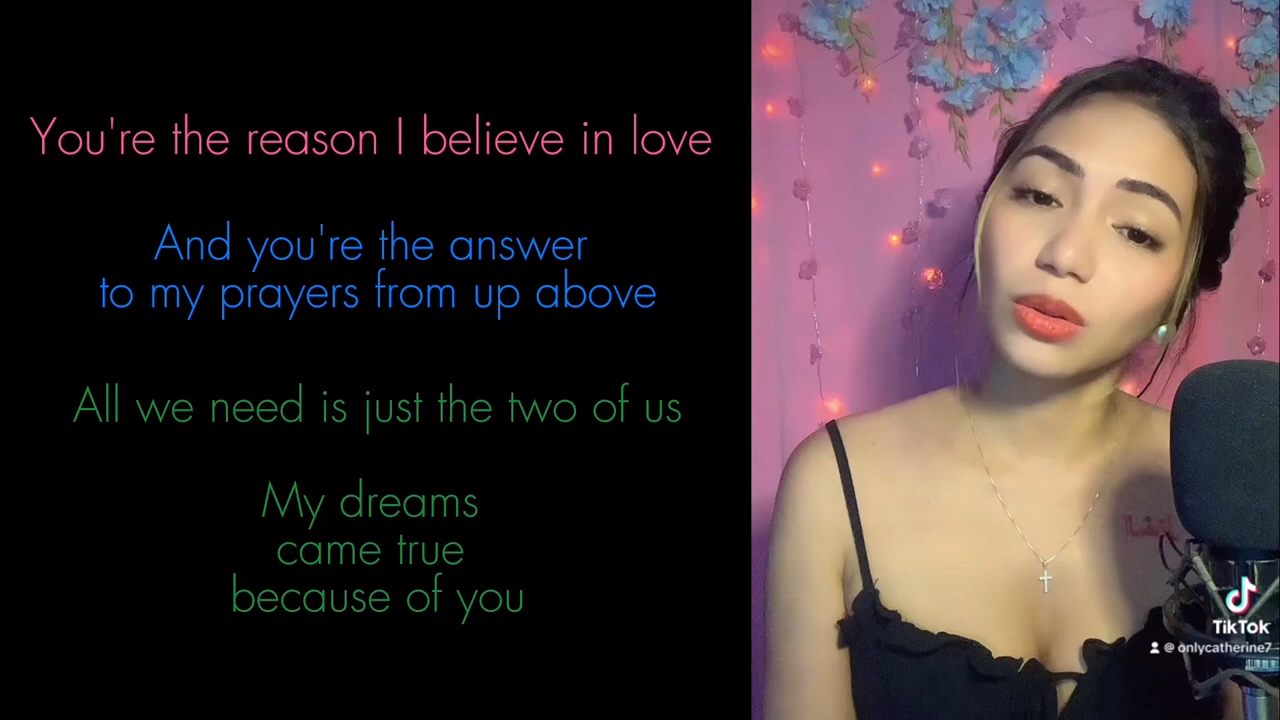 You're the reason I believe in love
And you're the answer
to my prayers from up above
All we need is just the two of us
My dreams
came true
because of you
TikTok
@ onlycatherine7